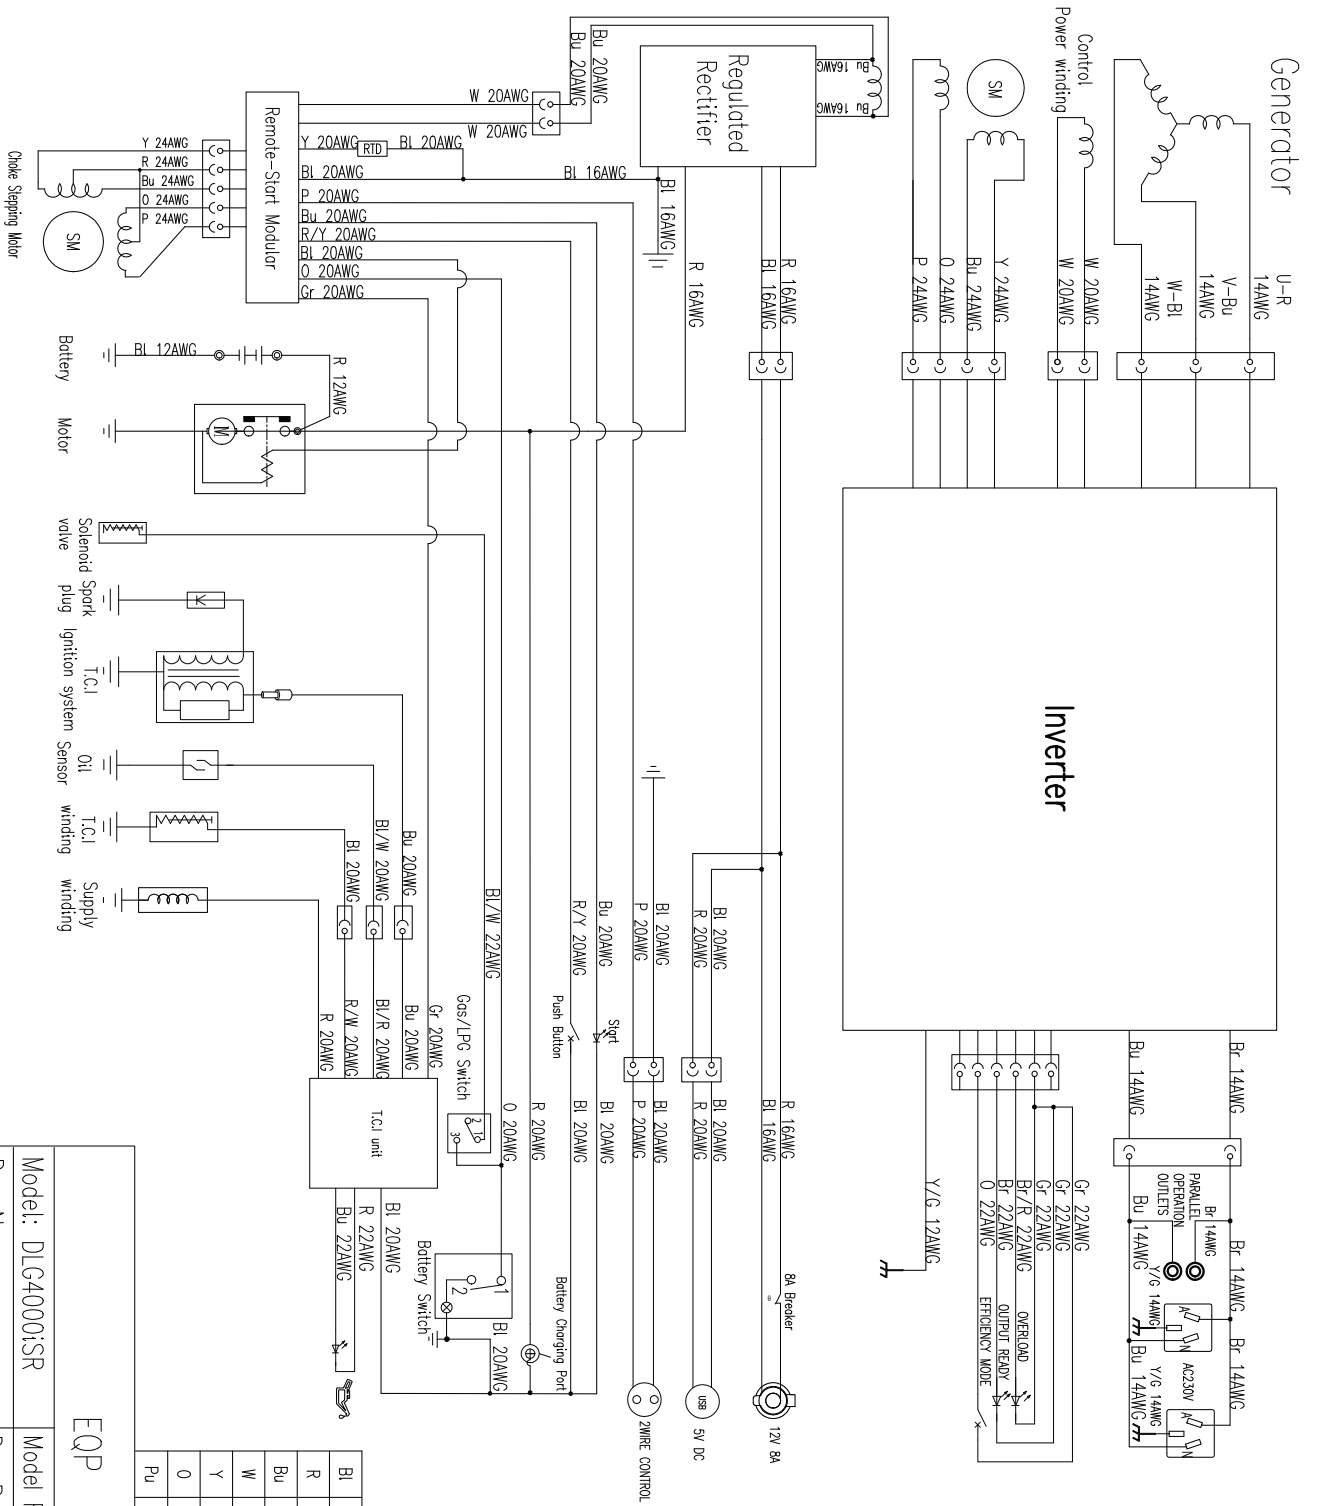 Generator
U-R
14AWG
V-Bu
14AWG
W-Bl
14AWG
Control
Power winding
W 20AWG
W 20AWG
SM
Y 24AWG
Bu 24AWG
O 24AWG
P 24AWG
Inverter
Br 14AWG
Bu 14AWG
Br 14AWG
PARALLEL
OPERATION
OUTLETS
Bu 14AWG
Br 14AWG
Y/G 14AWG
A
N
AC230V
Br 14AWG
Bu 14AWG
Y/G 14AWG
A
N
Gr 22AWG
Gr 22AWG
Gr 22AWG
Br/R 22AWG
Br 22AWG
O 22AWG
OVERLOAD
OUTPUT READY
EFFICIENCY MODE
Y/G 12AWG
Regulated
Rectifier
Bu 16AWG
Bu 16AWG
Bu 20AWG
Bu 20AWG
R 16AWG
Bl 16AWG
R 16AWG
Bl 16AWG
Bl 16AWG
R 16AWG
Bl 16AWG
8A Breaker
12V 8A
Bl 20AWG
R 20AWG
Bl 20AWG
R 20AWG
USB
5V DC
Bl 20AWG
P 20AWG
Bl 20AWG
P 20AWG
2WIRE CONTROL
W 20AWG
W 20AWG
Remote-Start Modular
Y 20AWG
RTD
Bl 20AWG
Bl 20AWG
P 20AWG
Bu 20AWG
R/Y 20AWG
Bl 20AWG
O 20AWG
Gr 20AWG
Y 24AWG
R 24AWG
Bu 24AWG
O 24AWG
P 24AWG
SM
Choke Stepping Motor
Bu 20AWG
R/Y 20AWG
Start
Push Button
Bl 20AWG
Bl 20AWG
R 20AWG
O 20AWG
Battery Charging Port
Bl/W 22AWG
Gas/LPG Switch
2
1
3
Battery Switch
1
2
Bl 20AWG
Battery
Bl 12AWG
R 12AWG
Motor
M
Solenoid
valve
Spark
plug
T.C.I
Ignition system
Oil
Sensor
T.C.I
winding
Supply
winding
Bu 20AWG
Bl/W 20AWG
Bl 20AWG
Gr 20AWG
Bu 20AWG
Bl/R 20AWG
R/W 20AWG
R 20AWG
T.C.I unit
Bl 20AWG
R 22AWG
Bu 22AWG
Bl
R
Bu
W
Y
O
Pu
EQP
Model: DLG4000iSR
Model